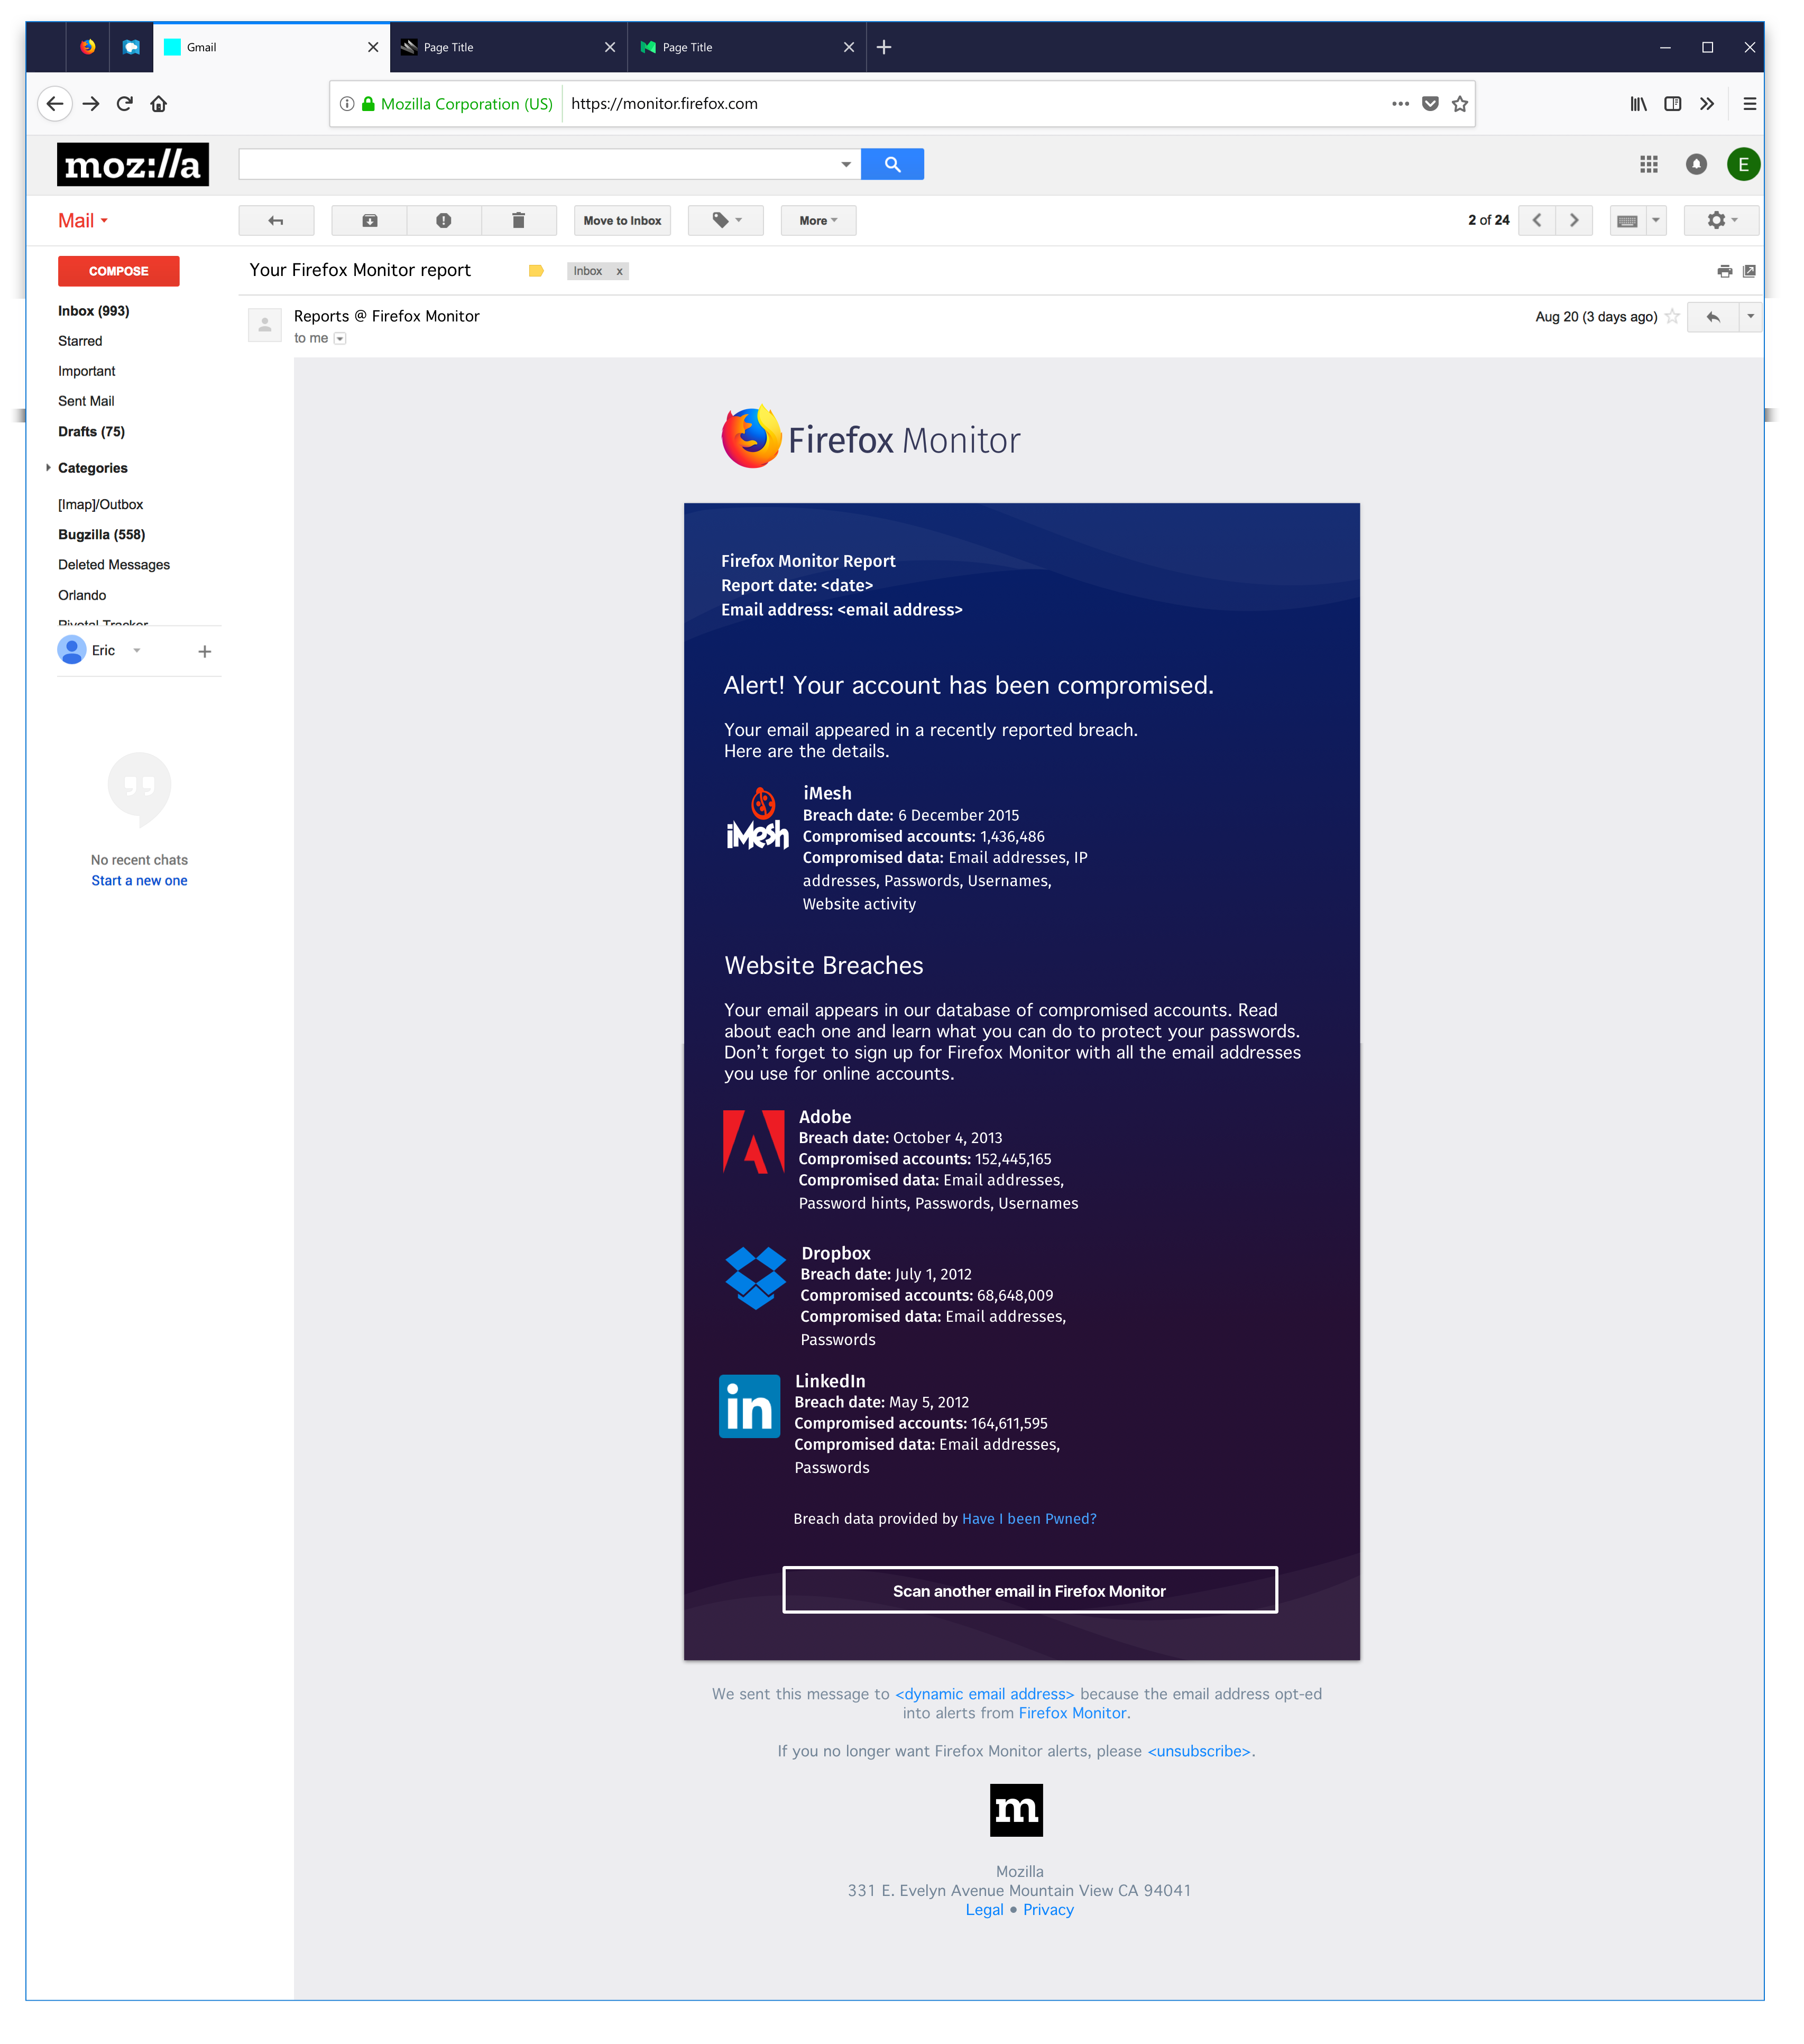 Gmail
Page Title
Page Title
Mozilla Corporation (US)
https://monitor.firefox.com
moz://a
E
Mail
Move to Inbox
More
2 of 24
COMPOSE
Your Firefox Monitor report
Inbox x
Inbox (993)
Starred
Important
Sent Mail
Drafts (75)
Categories
[Imap]/Outbox
Bugzilla (558)
Deleted Messages
Orlando
Pivotal Tracker
Eric
No recent chats
Start a new one
Reports @ Firefox Monitor
to me
Aug 20 (3 days ago)
Firefox Monitor
Firefox Monitor Report
Report date: <date>
Email address: <email address>
Alert! Your account has been compromised.
Your email appeared in a recently reported breach.
Here are the details.
iMesh
iMesh
Breach date: 6 December 2015
Compromised accounts: 1,436,486
Compromised data: Email addresses, IP
addresses, Passwords, Usernames,
Website activity
Website Breaches
Your email appears in our database of compromised accounts. Read
about each one and learn what you can do to protect your passwords.
Don’t forget to sign up for Firefox Monitor with all the email addresses
you use for online accounts.
Adobe
Breach date: October 4, 2013
Compromised accounts: 152,445,165
Compromised data: Email addresses,
Password hints, Passwords, Usernames
Dropbox
Breach date: July 1, 2012
Compromised accounts: 68,648,009
Compromised data: Email addresses,
Passwords
in
LinkedIn
Breach date: May 5, 2012
Compromised accounts: 164,611,595
Compromised data: Email addresses,
Passwords
Breach data provided by Have I been Pwned?
Scan another email in Firefox Monitor
We sent this message to <dynamic email address> because the email address opt-ed
into alerts from Firefox Monitor.
If you no longer want Firefox Monitor alerts, please <unsubscribe>.
m
Mozilla
331 E. Evelyn Avenue Mountain View CA 94041
Legal • Privacy